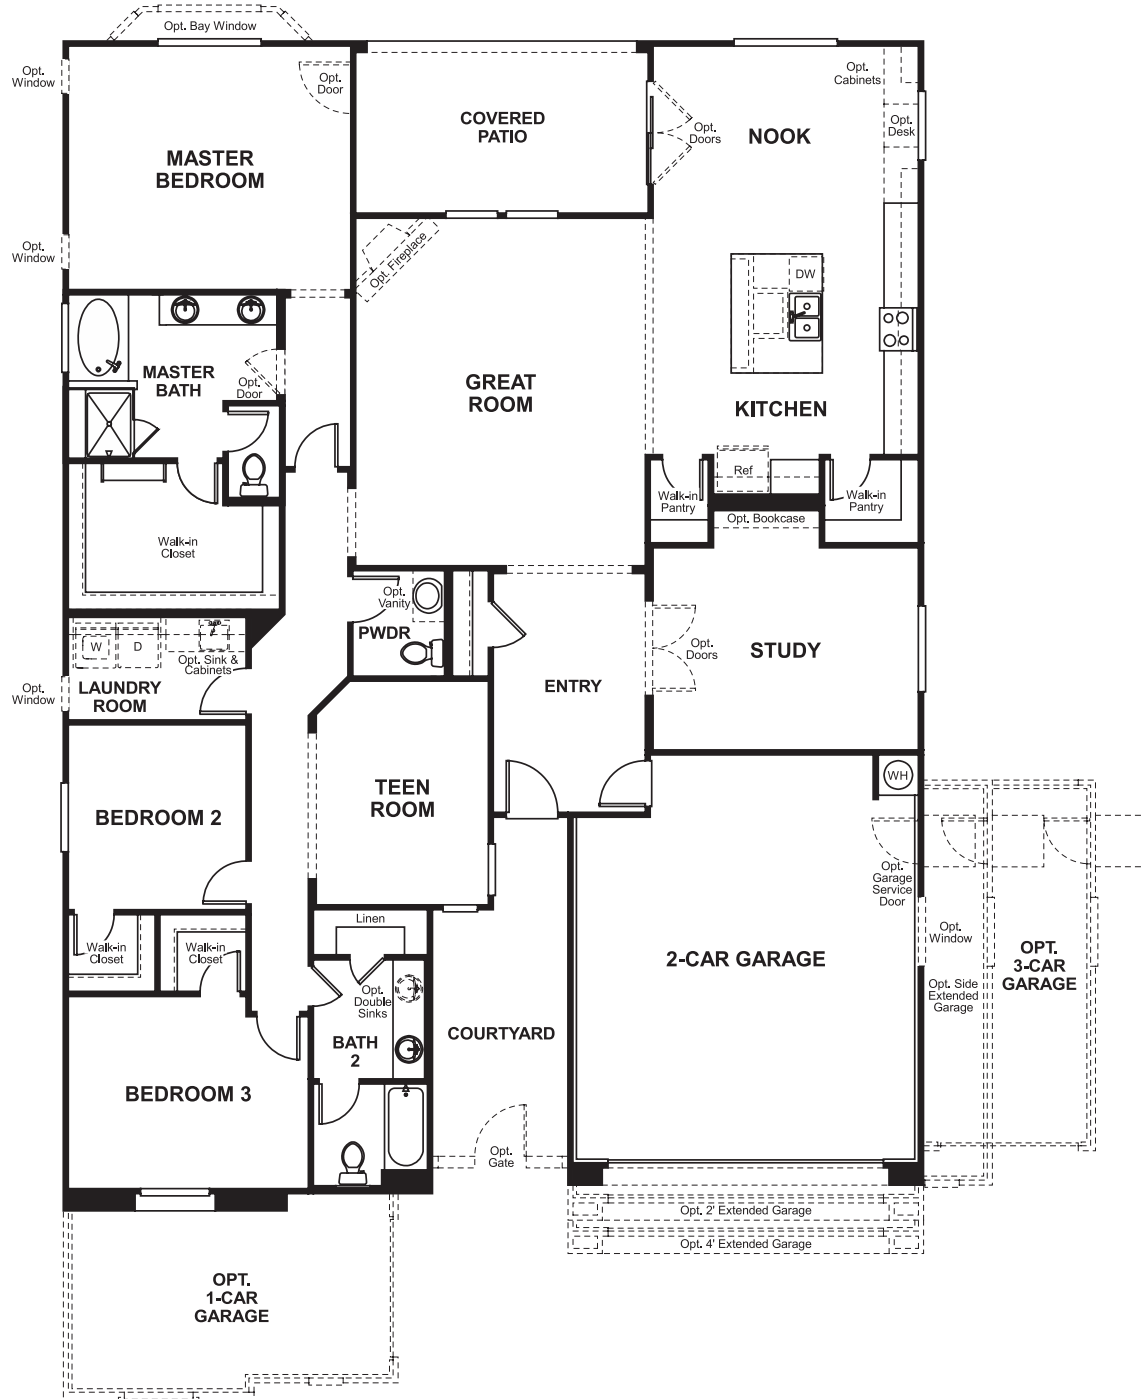 Opt. Bay Window
Opt.
Window
Opt.
Door
MASTER
BEDROOM
COVERED
PATIO
Opt.
Doors
NOOK
Opt.
Cabinets
Opt.
Desk
Opt.
Window
Opt. Fireplace
DW
MASTER
BATH
Opt.
Door
GREAT
ROOM
KITCHEN
Ref
Walk-in
Pantry
Walk-in
Pantry
Opt. Bookcase
Walk-in
Closet
Opt.
Vanity
PWDR
W
D
Opt. Sink &
Cabinets
LAUNDRY
ROOM
Opt.
Window
ENTRY
Opt.
Doors
STUDY
TEEN
ROOM
BEDROOM 2
WH
Opt.
Garage
Service
Door
Walk-in
Closet
Walk-in
Closet
Linen
Opt.
Double
Sinks
BATH
2
COURTYARD
2-CAR GARAGE
Opt.
Window
Opt. Side
Extended
Garage
OPT.
3-CAR
GARAGE
BEDROOM 3
Opt.
Gate
Opt. 2' Extended Garage
Opt. 4' Extended Garage
OPT.
1-CAR
GARAGE